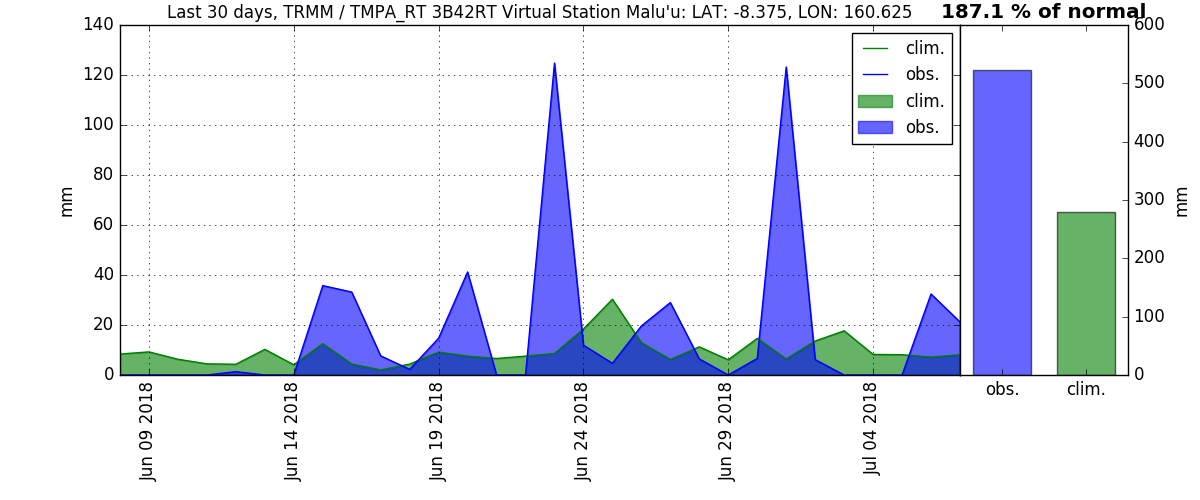 Last 30 days, TRMM / TMPA_RT 3B42RT Virtual Station Malu'u: LAT: -8.375, LON: 160.625
187.1 % of normal
140
120
100
80
60
40
20
0
mm
clim.
obs.
clim.
obs.
Jun 09 2018
Jun 14 2018
Jun 19 2018
Jun 24 2018
Jun 29 2018
Jul 04 2018
600
500
400
300
200
100
0
mm
obs.
clim.